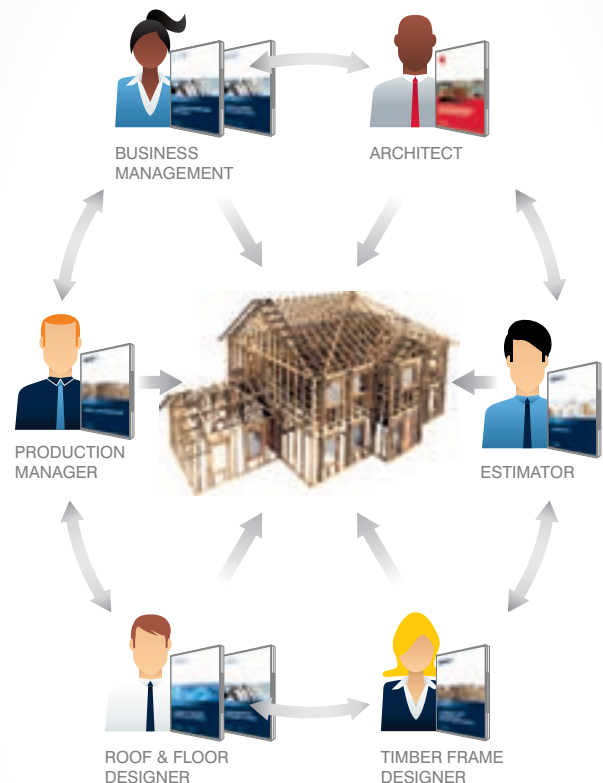 BUSINESS
MANAGEMENT
ARCHITECT
PRODUCTION
MANAGER
ESTIMATOR
ROOF & FLOOR
DESIGNER
TIMBER FRAME
DESIGNER